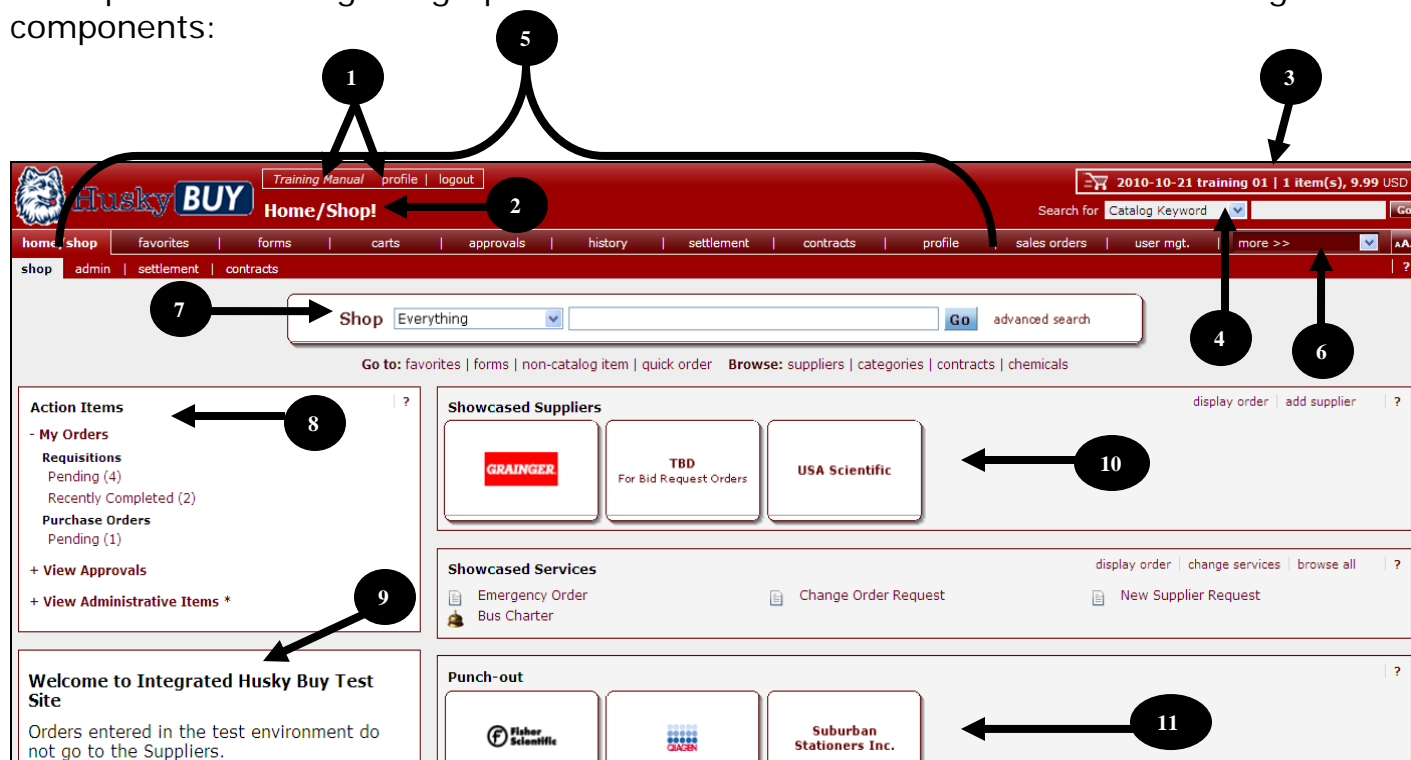 components:
5
1
3
Training Manual profile | logout
2010-10-21 training 01 | 1 item(s), 9.99 USD
Husky BUY
Home/Shop!
2
Search for Catalog Keyword Go
home/shop favorites | forms | carts | approvals | history | settlement | contracts | profile sales orders | user mgt. | more >>
shop admin | settlement | contracts ?
7
Shop Everything Go advanced search
4
6
Go to: favorites | forms | non-catalog item | quick order Browse: suppliers | categories | contracts | chemicals
Action Items ?
8
- My Orders
Requisitions
Pending (4)
Recently Completed (2)
Purchase Orders
Pending (1)
+ View Approvals
+ View Administrative Items *
9
Welcome to Integrated Husky Buy Test
Site
Orders entered in the test environment do
not go to the Suppliers.
Showcased Suppliers display order | add supplier | ?
GRAINGER
TBD
For Bid Request Orders
USA Scientific
10
Showcased Services display order | change services | browse all | ?
Emergency Order Change Order Request New Supplier Request
Bus Charter
Punch-out ?
Fisher
Scientific
QIAGEN
Suburban
Stationers Inc.
11